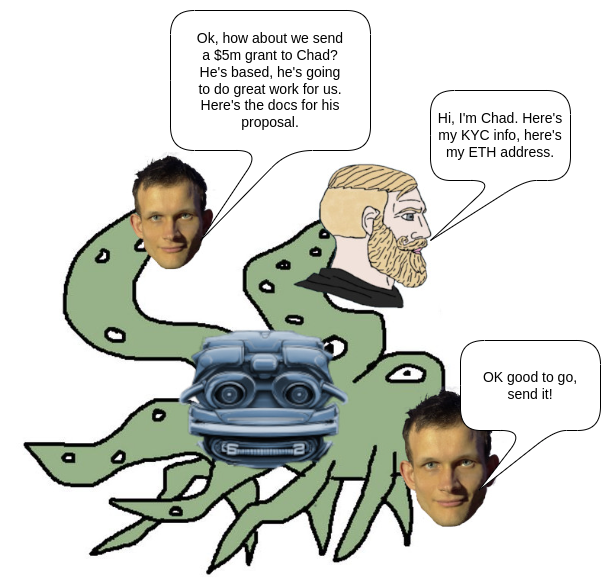 Ok, how about we send
a $5m grant to Chad?
He's based, he's going
to do great work for us.
Here's the docs for his
proposal.
Hi, I'm Chad. Here's
my KYC info, here's
my ETH address.
OK good to go,
send it!